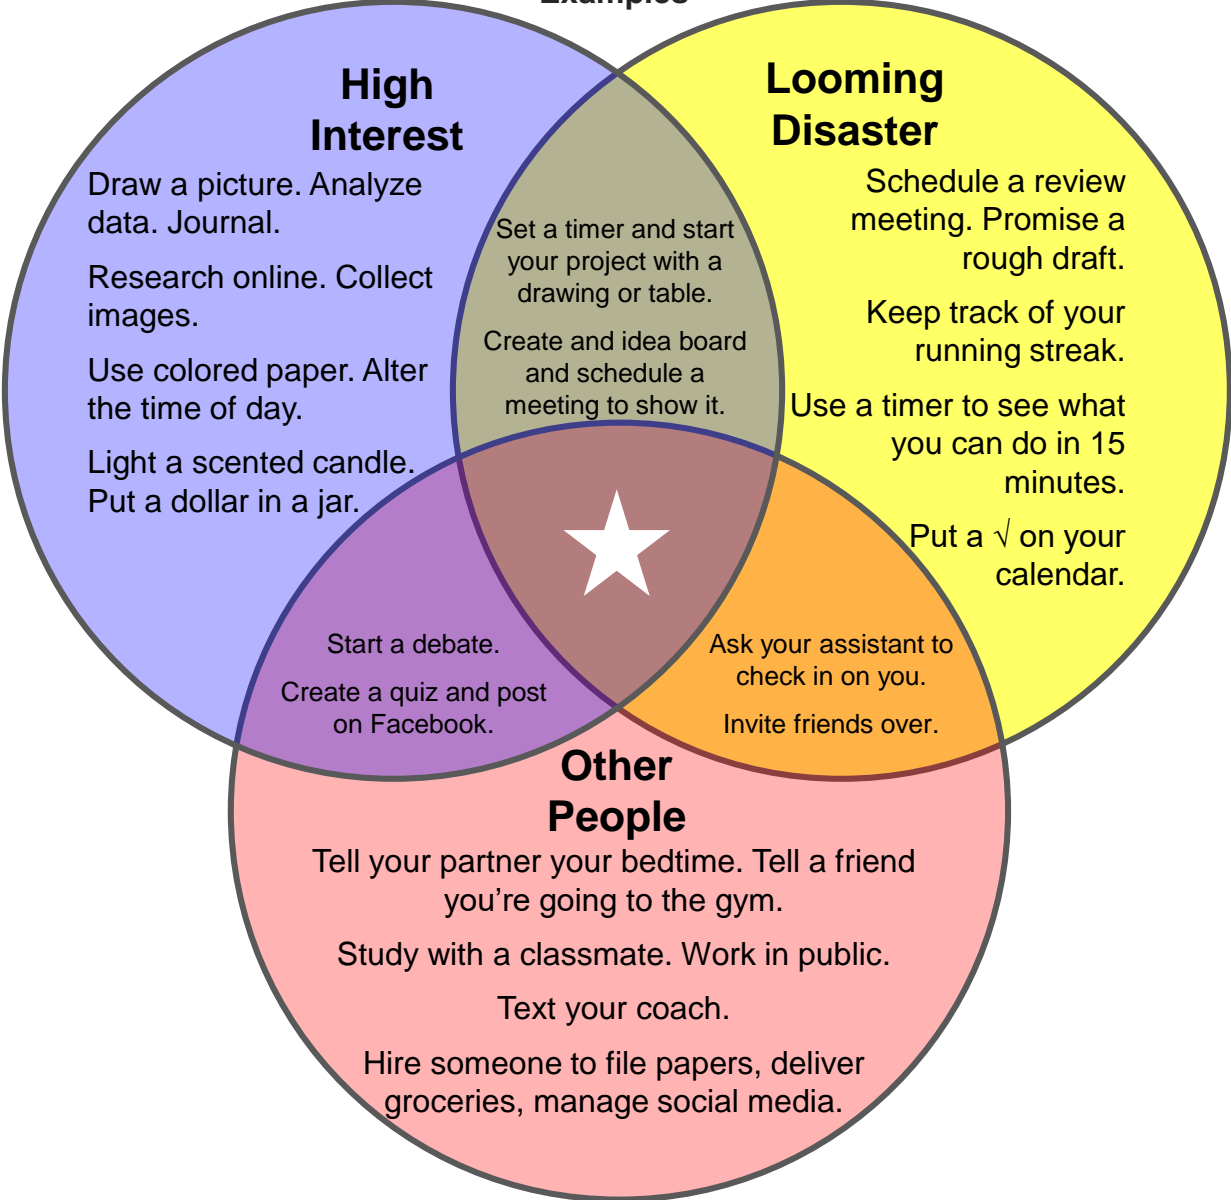 Examples
High
Interest
Draw a picture. Analyze
data. Journal.
Research online. Collect
images.
Use colored paper. Alter
the time of day.
Light a scented candle.
Put a dollar in a jar.
Set a timer and start
your project with a
drawing or table.
Create and idea board
and schedule a
meeting to show it.
Looming
Disaster
Schedule a review
meeting. Promise a
rough draft.
Keep track of your
running streak.
Use a timer to see what
you can do in 15
minutes.
Put a √ on your
calendar.
Start a debate.
Create a quiz and post
on Facebook.
Ask your assistant to
check in on you.
Invite friends over.
Other
People
Tell your partner your bedtime. Tell a friend
you’re going to the gym.
Study with a classmate. Work in public.
Text your coach.
Hire someone to file papers, deliver
groceries, manage social media.